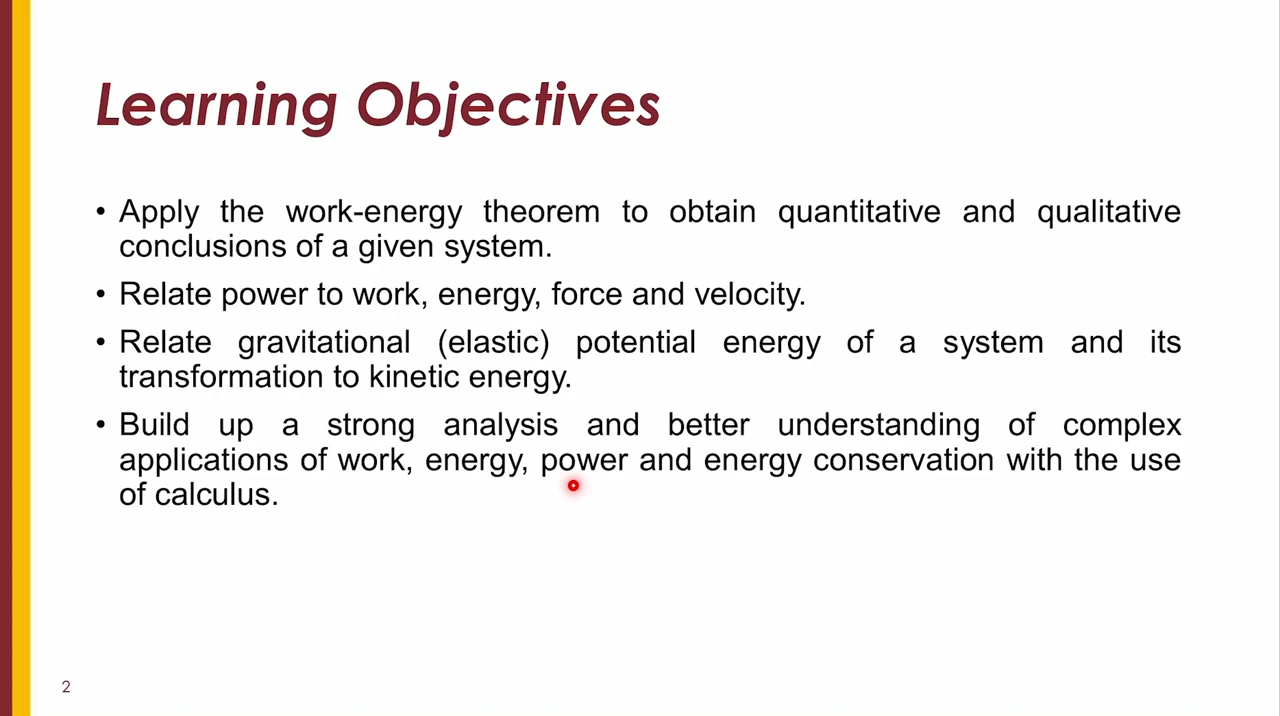 Learning Objectives
• Apply the work-energy theorem to obtain quantitative and qualitative
conclusions of a given system.
• Relate power to work, energy, force and velocity.
• Relate gravitational (elastic) potential energy of a system and its
transformation to kinetic energy.
• Build up a strong analysis and better understanding of complex
applications of work, energy, power and energy conservation with the use
of calculus.
2